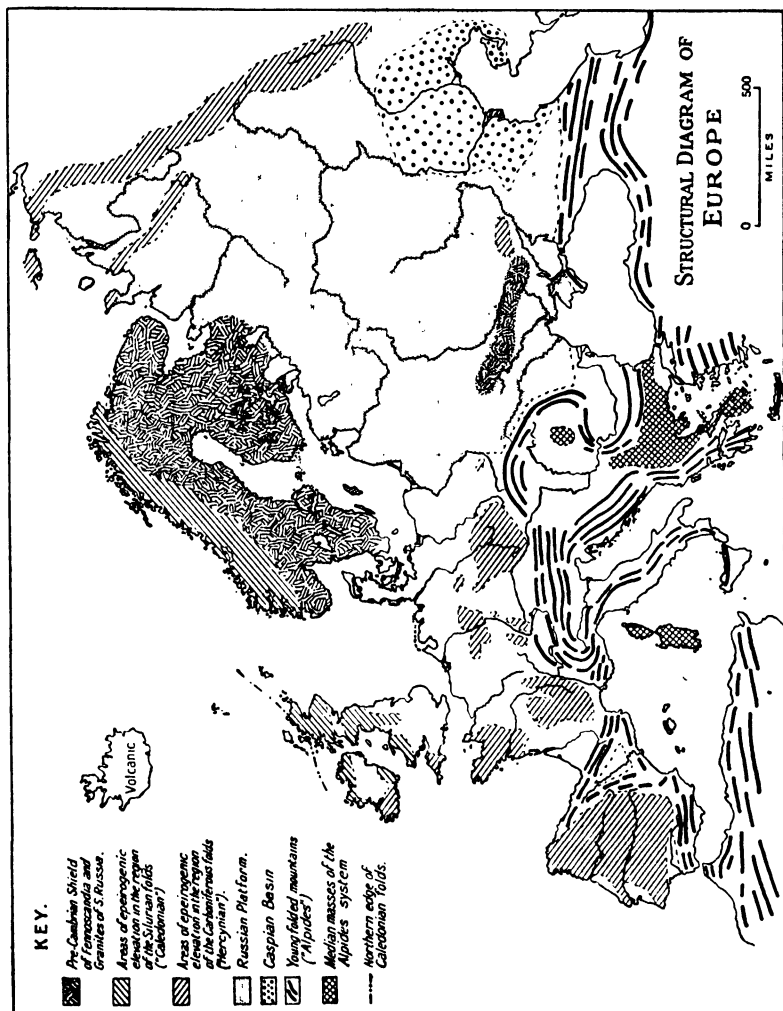 KEY.
Pre-Cambrian Shield
of Fennoscandia and
Granites of S. Russia.
Areas of epeirogenic
elevation in the region
of the Silurian folds
("Caledonian")
Areas of epeirogenic
elevation in the region
of the Carboniferous folds
("Hercynian").
Russian Platform.
Caspian Basin
Young folded mountains
("Alpides")
Median masses of the
Alpides system
Northern edge of
Caledonian folds.
Volcanic
STRUCTURAL DIAGRAM OF
EUROPE
0 500
MILES